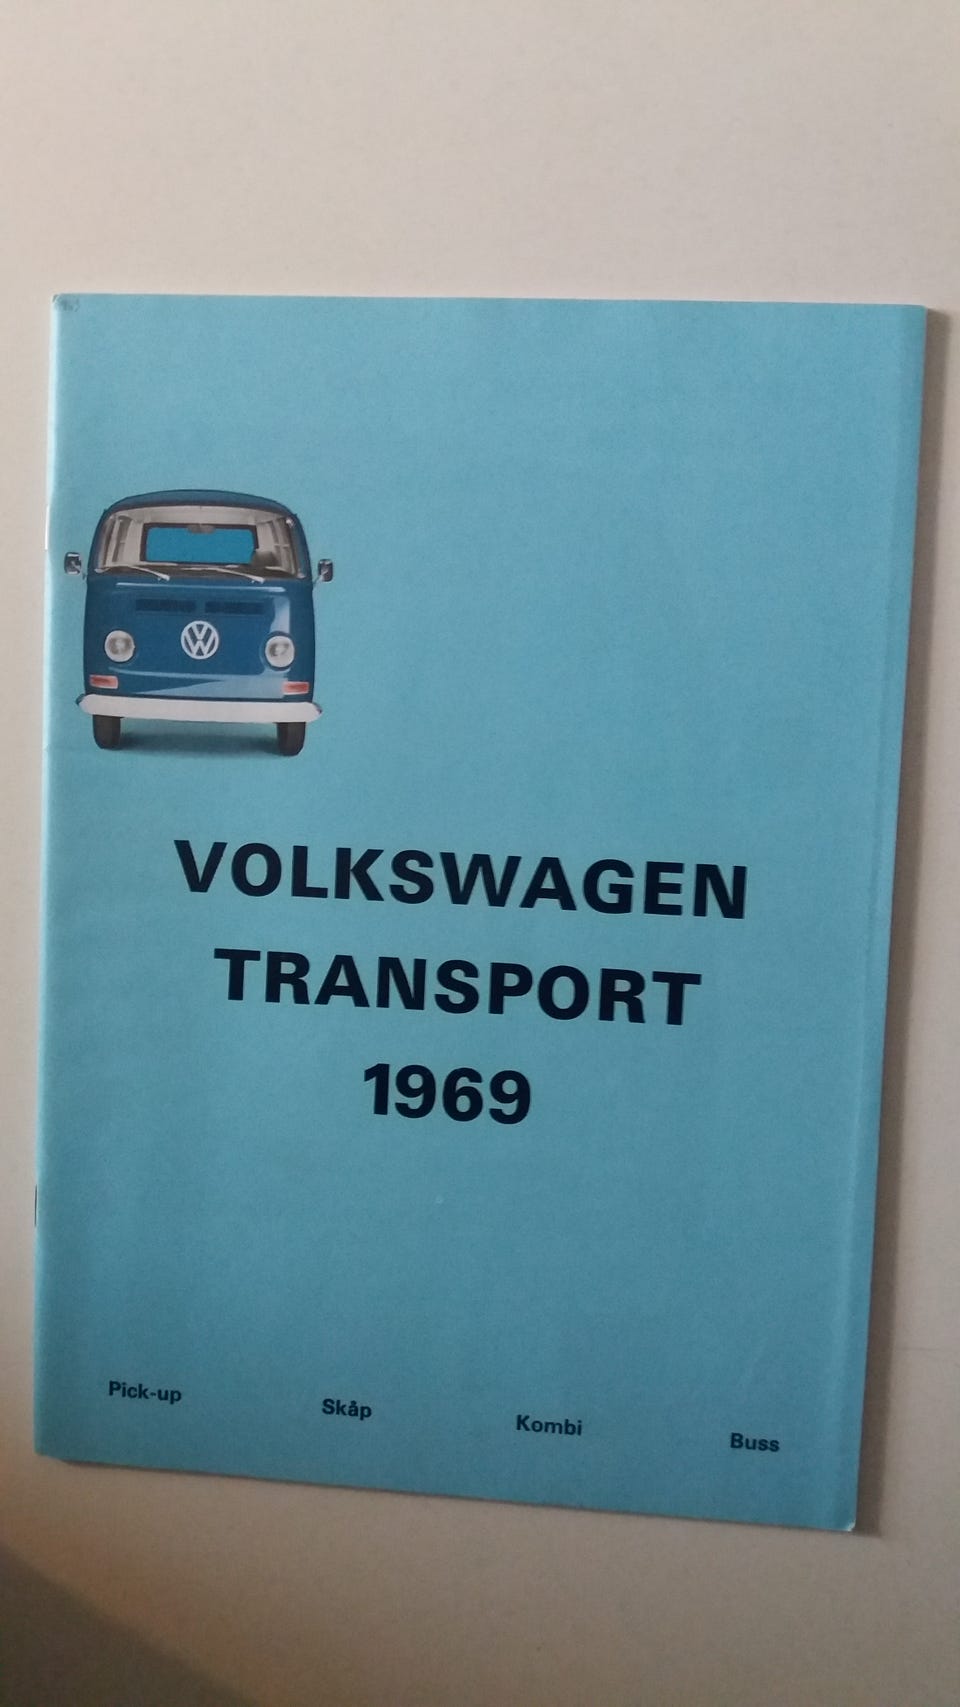 VOLKSWAGEN
TRANSPORT
1969
Pick-up Skåp Kombi Buss